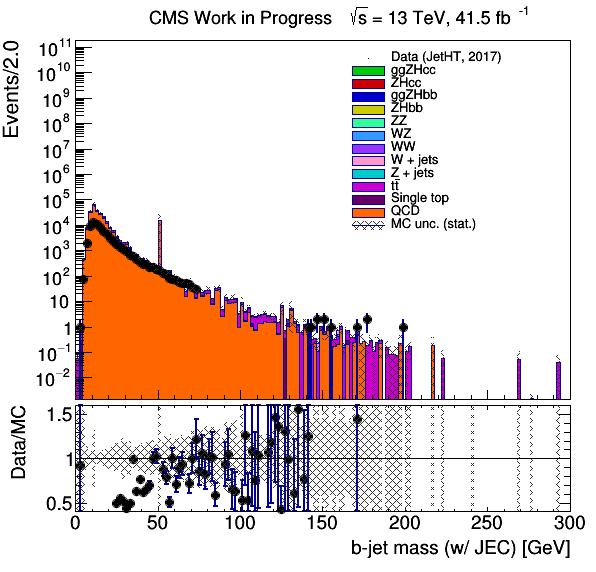 CMS Work in Progress √s = 13 TeV, 41.5 fb⁻¹
Events/2.0
10¹¹
10¹⁰
10⁹
10⁸
10⁷
10⁶
10⁵
10⁴
10³
10²
10
1
10⁻¹
10⁻²
Data (JetHT, 2017)
ggZHcc
ZHcc
ggZHbb
ZHbb
ZZ
WZ
WW
W + jets
Z + jets
tt̄
Single top
QCD
MC unc. (stat.)
Data/MC
1.5
1
0.5
0 50 100 150 200 250 300
b-jet mass (w/ JEC) [GeV]